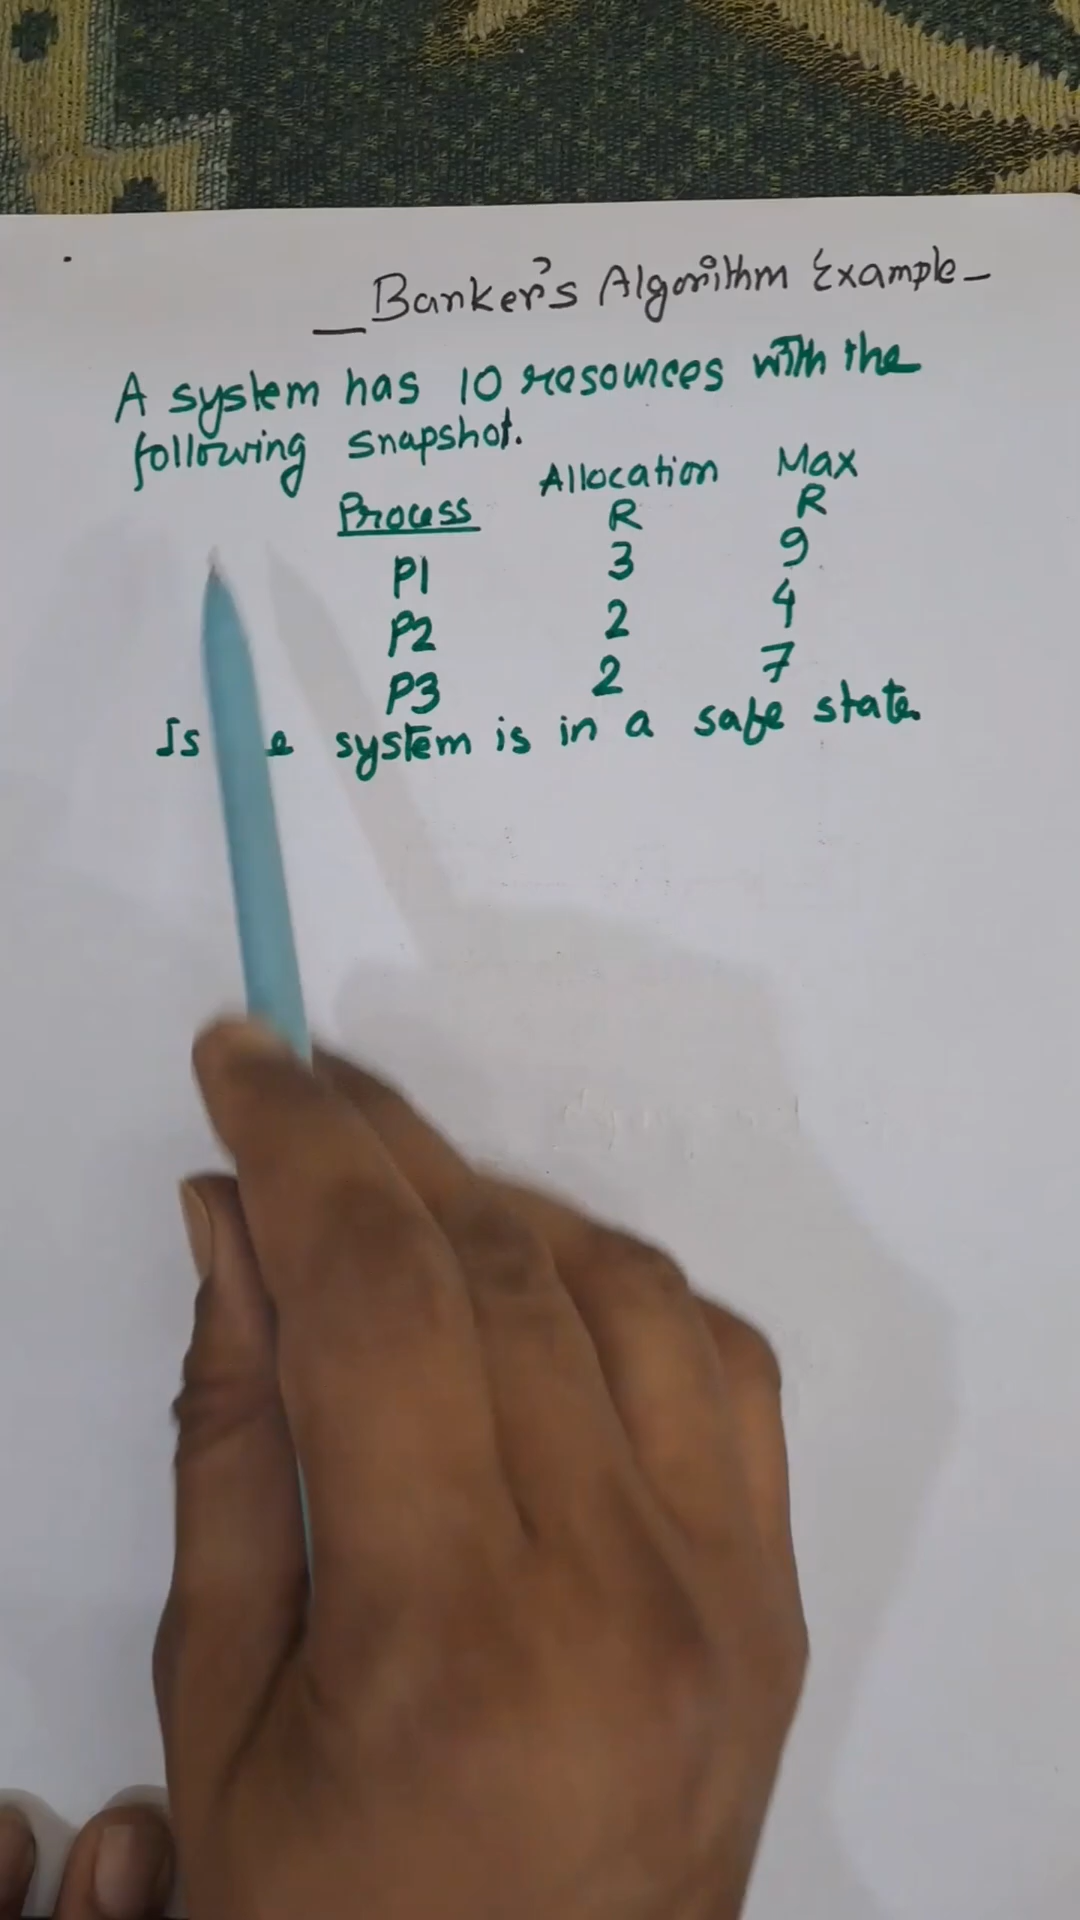 _Banker's Algorithm Example_
A system has 10 resources with the
following snapshot.
Process Allocation Max
R R
P1 3 9
P2 2 4
P3 2 7
Is system is in a safe state.